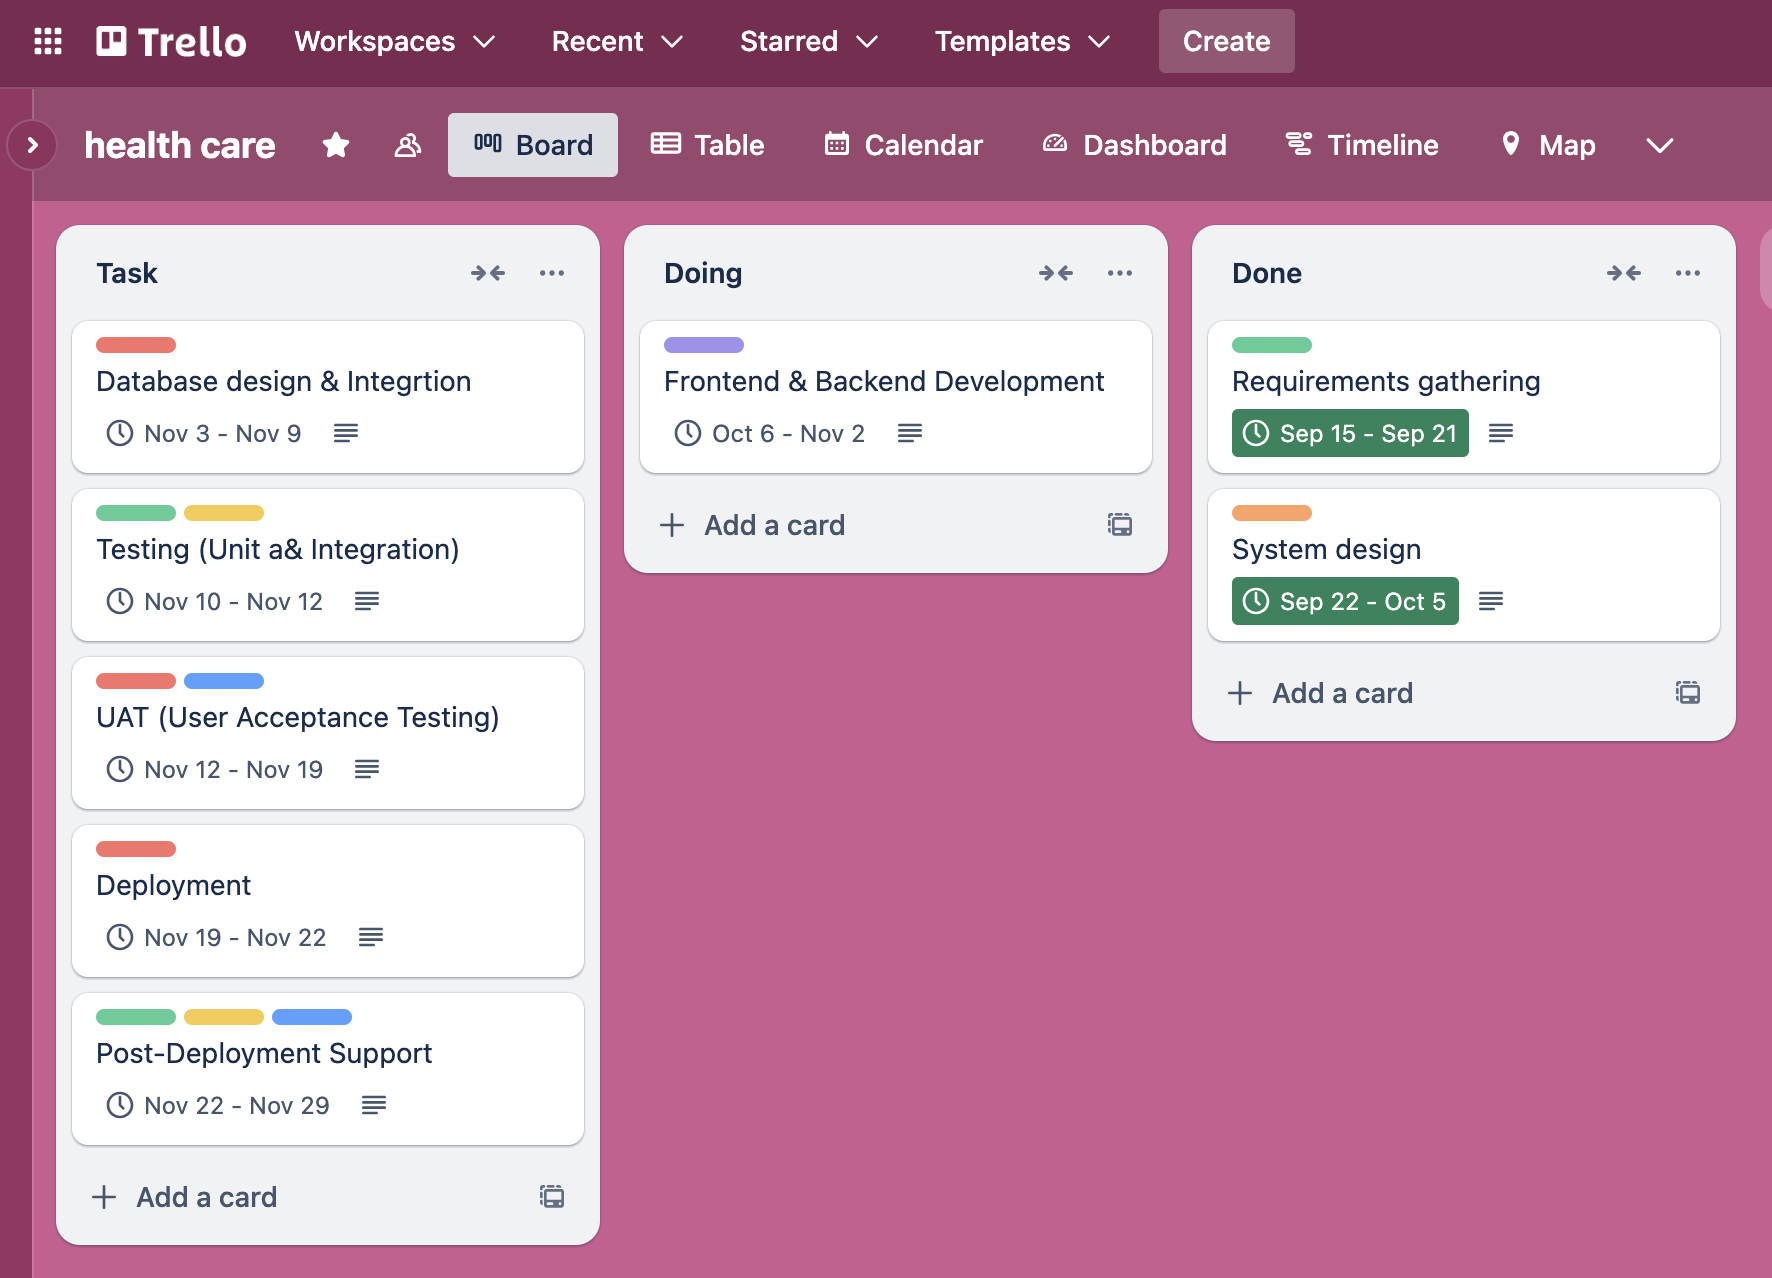 Trello Workspaces Recent Starred Templates Create
health care Board Table Calendar Dashboard Timeline Map
Task
Database design & Integrtion
Nov 3 - Nov 9
Testing (Unit a& Integration)
Nov 10 - Nov 12
UAT (User Acceptance Testing)
Nov 12 - Nov 19
Deployment
Nov 19 - Nov 22
Post-Deployment Support
Nov 22 - Nov 29
+ Add a card
Doing
Frontend & Backend Development
Oct 6 - Nov 2
+ Add a card
Done
Requirements gathering
Sep 15 - Sep 21
System design
Sep 22 - Oct 5
+ Add a card